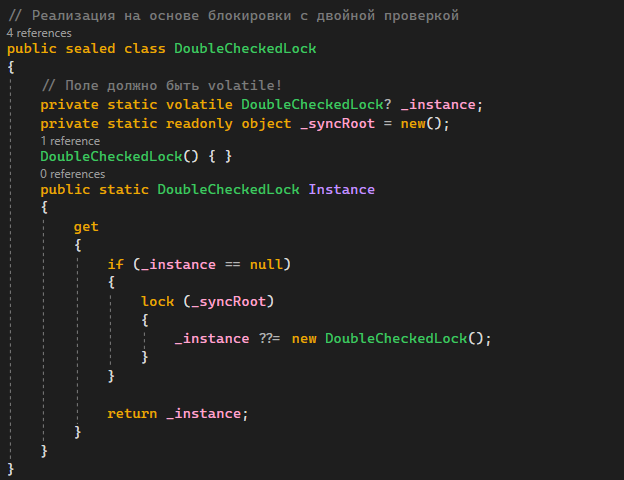 // Реализация на основе блокировки с двойной проверкой
4 references
public sealed class DoubleCheckedLock
{
// Поле должно быть volatile!
private static volatile DoubleCheckedLock? _instance;
private static readonly object _syncRoot = new();
1 reference
DoubleCheckedLock() { }
0 references
public static DoubleCheckedLock Instance
{
get
{
if (_instance == null)
{
lock (_syncRoot)
{
_instance ??= new DoubleCheckedLock();
}
}
return _instance;
}
}
}